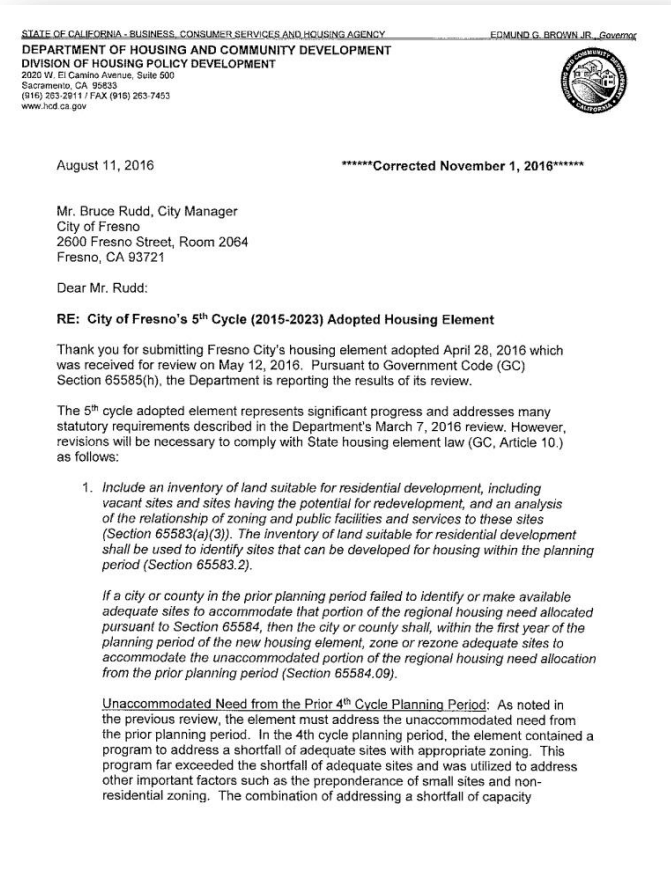 STATE OF CALIFORNIA - BUSINESS, CONSUMER SERVICES AND HOUSING AGENCY EDMUND G. BROWN JR., Governor
DEPARTMENT OF HOUSING AND COMMUNITY DEVELOPMENT
DIVISION OF HOUSING POLICY DEVELOPMENT
2020 W. El Camino Avenue, Suite 500
Sacramento, CA 95833
(916) 263-2911 / FAX (916) 263-7453
www.hcd.ca.gov
HOUSING AND COMMUNITY DEVELOPMENT
CALIFORNIA
August 11, 2016 ******Corrected November 1, 2016******
Mr. Bruce Rudd, City Manager
City of Fresno
2600 Fresno Street, Room 2064
Fresno, CA 93721
Dear Mr. Rudd:
RE: City of Fresno's 5th Cycle (2015-2023) Adopted Housing Element
Thank you for submitting Fresno City's housing element adopted April 28, 2016 which
was received for review on May 12, 2016. Pursuant to Government Code (GC)
Section 65585(h), the Department is reporting the results of its review.
The 5th cycle adopted element represents significant progress and addresses many
statutory requirements described in the Department's March 7, 2016 review. However,
revisions will be necessary to comply with State housing element law (GC, Article 10.)
as follows:
1. Include an inventory of land suitable for residential development, including
vacant sites and sites having the potential for redevelopment, and an analysis
of the relationship of zoning and public facilities and services to these sites
(Section 65583(a)(3)). The inventory of land suitable for residential development
shall be used to identify sites that can be developed for housing within the planning
period (Section 65583.2).
If a city or county in the prior planning period failed to identify or make available
adequate sites to accommodate that portion of the regional housing need allocated
pursuant to Section 65584, then the city or county shall, within the first year of the
planning period of the new housing element, zone or rezone adequate sites to
accommodate the unaccommodated portion of the regional housing need allocation
from the prior planning period (Section 65584.09).
Unaccommodated Need from the Prior 4th Cycle Planning Period: As noted in
the previous review, the element must address the unaccommodated need from
the prior planning period. In the 4th cycle planning period, the element contained a
program to address a shortfall of adequate sites with appropriate zoning. This
program far exceeded the shortfall of adequate sites and was utilized to address
other important factors such as the preponderance of small sites and non-
residential zoning. The combination of addressing a shortfall of capacity